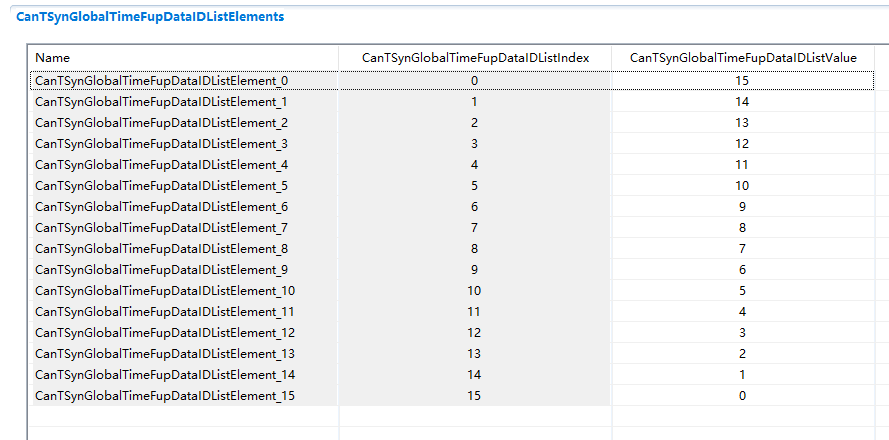 CanTSynGlobalTimeFupDataIDListElements
Name CanTSynGlobalTimeFupDataIDListIndex CanTSynGlobalTimeFupDataIDListValue
CanTSynGlobalTimeFupDataIDListElement_0 0 15
CanTSynGlobalTimeFupDataIDListElement_1 1 14
CanTSynGlobalTimeFupDataIDListElement_2 2 13
CanTSynGlobalTimeFupDataIDListElement_3 3 12
CanTSynGlobalTimeFupDataIDListElement_4 4 11
CanTSynGlobalTimeFupDataIDListElement_5 5 10
CanTSynGlobalTimeFupDataIDListElement_6 6 9
CanTSynGlobalTimeFupDataIDListElement_7 7 8
CanTSynGlobalTimeFupDataIDListElement_8 8 7
CanTSynGlobalTimeFupDataIDListElement_9 9 6
CanTSynGlobalTimeFupDataIDListElement_10 10 5
CanTSynGlobalTimeFupDataIDListElement_11 11 4
CanTSynGlobalTimeFupDataIDListElement_12 12 3
CanTSynGlobalTimeFupDataIDListElement_13 13 2
CanTSynGlobalTimeFupDataIDListElement_14 14 1
CanTSynGlobalTimeFupDataIDListElement_15 15 0